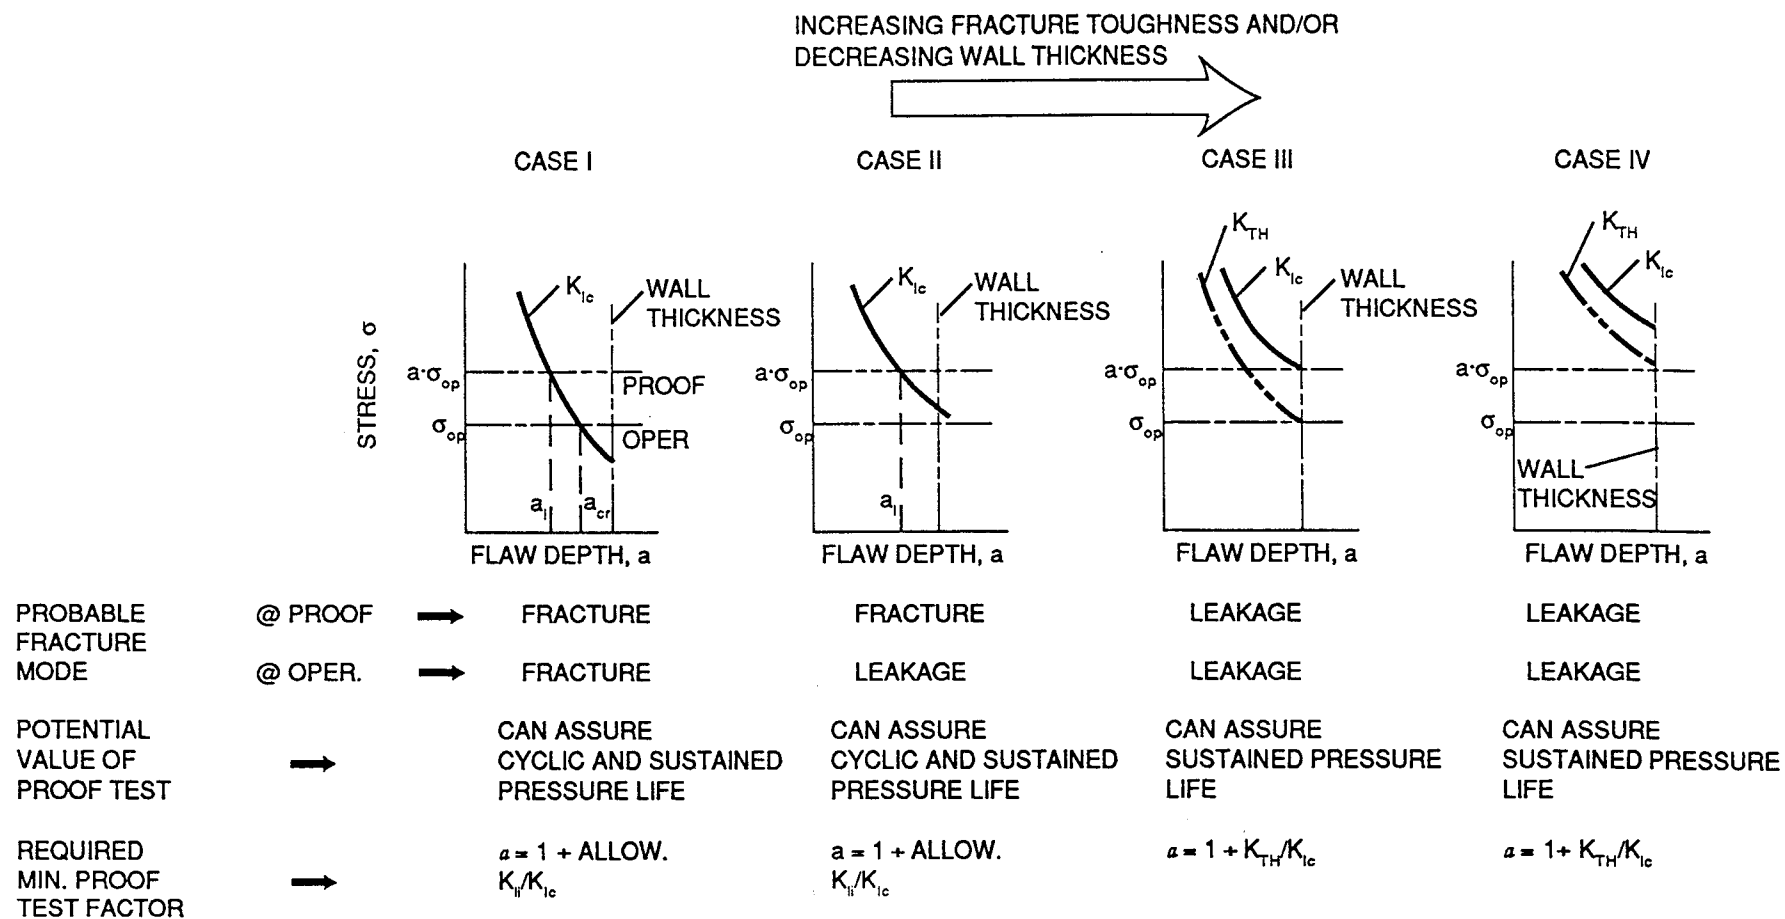 INCREASING FRACTURE TOUGHNESS AND/OR
DECREASING WALL THICKNESS
CASE I
CASE II
CASE III
CASE IV
STRESS, σ
K_Ic
WALL
THICKNESS
a·σ_op
PROOF
σ_op
OPER
a_i
a_cr
FLAW DEPTH, a
K_Ic
WALL
THICKNESS
a·σ_op
σ_op
a_i
FLAW DEPTH, a
K_TH
K_Ic
WALL
THICKNESS
a·σ_op
σ_op
FLAW DEPTH, a
K_TH
K_Ic
a·σ_op
σ_op
WALL
THICKNESS
FLAW DEPTH, a
PROBABLE @ PROOF FRACTURE FRACTURE LEAKAGE LEAKAGE
FRACTURE
MODE @ OPER. FRACTURE LEAKAGE LEAKAGE LEAKAGE
POTENTIAL CAN ASSURE CAN ASSURE CAN ASSURE CAN ASSURE
VALUE OF CYCLIC AND SUSTAINED CYCLIC AND SUSTAINED SUSTAINED PRESSURE SUSTAINED PRESSURE
PROOF TEST PRESSURE LIFE PRESSURE LIFE LIFE LIFE
REQUIRED a = 1 + ALLOW. a = 1 + ALLOW. a = 1 + K_TH/K_Ic a = 1+ K_TH/K_Ic
MIN. PROOF K_Ii/K_Ic K_Ii/K_Ic
TEST FACTOR